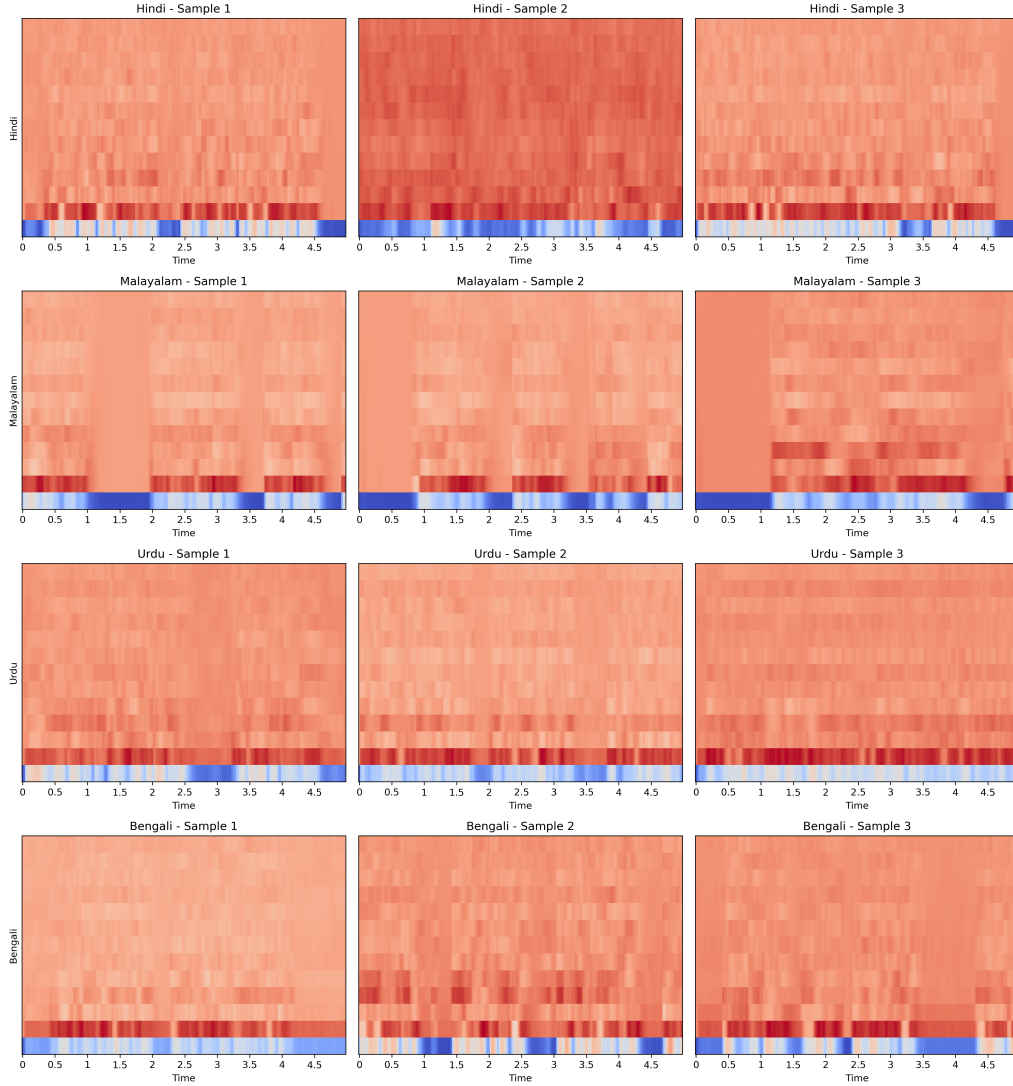 Hindi - Sample 1 Hindi - Sample 2 Hindi - Sample 3
Hindi
0 0.5 1 1.5 2 2.5 3 3.5 4 4.5 0 0.5 1 1.5 2 2.5 3 3.5 4 4.5 0 0.5 1 1.5 2 2.5 3 3.5 4 4.5
Time Time Time
Malayalam - Sample 1 Malayalam - Sample 2 Malayalam - Sample 3
Malayalam
0 0.5 1 1.5 2 2.5 3 3.5 4 4.5 0 0.5 1 1.5 2 2.5 3 3.5 4 4.5 0 0.5 1 1.5 2 2.5 3 3.5 4 4.5
Time Time Time
Urdu - Sample 1 Urdu - Sample 2 Urdu - Sample 3
Urdu
0 0.5 1 1.5 2 2.5 3 3.5 4 4.5 0 0.5 1 1.5 2 2.5 3 3.5 4 4.5 0 0.5 1 1.5 2 2.5 3 3.5 4 4.5
Time Time Time
Bengali - Sample 1 Bengali - Sample 2 Bengali - Sample 3
Bengali
0 0.5 1 1.5 2 2.5 3 3.5 4 4.5 0 0.5 1 1.5 2 2.5 3 3.5 4 4.5 0 0.5 1 1.5 2 2.5 3 3.5 4 4.5
Time Time Time